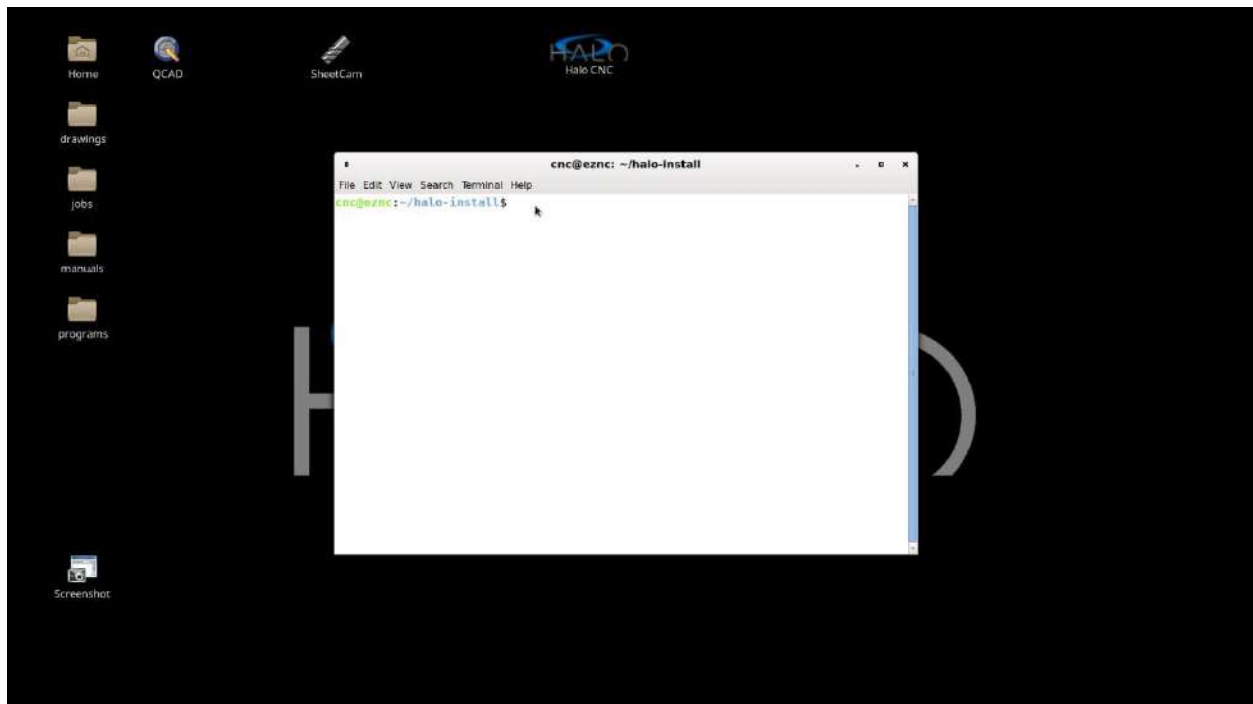 Home
QCAD
SheetCam
HALO
Halo CNC
drawings
jobs
manuals
programs
Screenshot
cnc@eznc: ~/halo-install
File Edit View Search Terminal Help
cnc@eznc:~/halo-install$
H